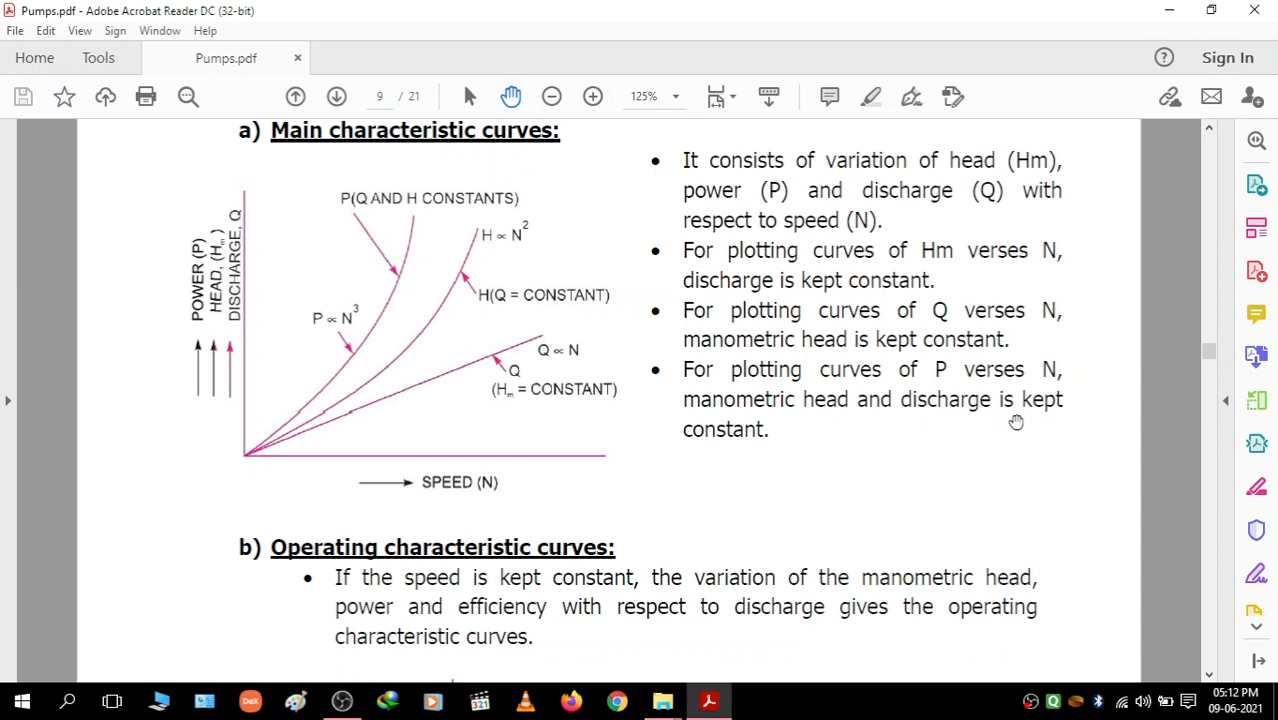 Pumps.pdf - Adobe Acrobat Reader DC (32-bit)
File Edit View Sign Window Help
Home Tools Pumps.pdf × ? Sign In
9 / 21 125%
a) Main characteristic curves:
P(Q AND H CONSTANTS)
H ∝ N²
H(Q = CONSTANT)
P ∝ N³
Q ∝ N
Q
(Hm = CONSTANT)
POWER (P)
HEAD, (Hm)
DISCHARGE, Q
SPEED (N)
• It consists of variation of head (Hm),
power (P) and discharge (Q) with
respect to speed (N).
• For plotting curves of Hm verses N,
discharge is kept constant.
• For plotting curves of Q verses N,
manometric head is kept constant.
• For plotting curves of P verses N,
manometric head and discharge is kept
constant.
b) Operating characteristic curves:
• If the speed is kept constant, the variation of the manometric head,
power and efficiency with respect to discharge gives the operating
characteristic curves.
DeX
321
05:12 PM
09-06-2021